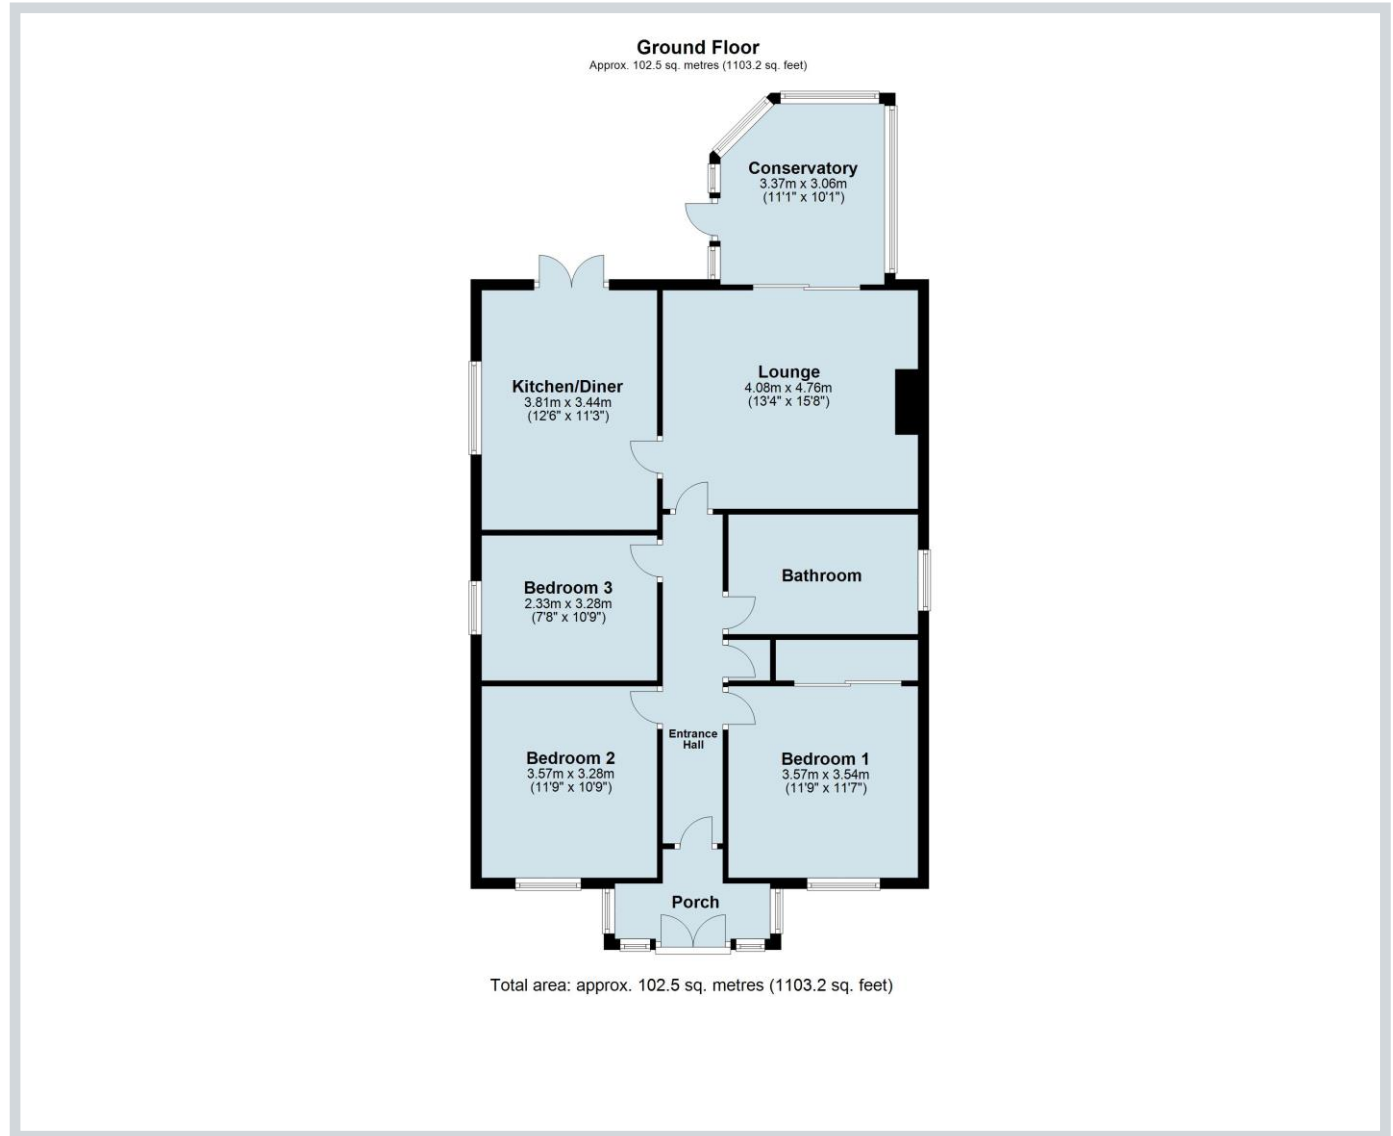 Ground Floor
Approx. 102.5 sq. metres (1103.2 sq. feet)
Conservatory
3.37m x 3.06m
(11'1" x 10'1")
Lounge
4.08m x 4.76m
(13'4" x 15'8")
Kitchen/Diner
3.81m x 3.44m
(12'6" x 11'3")
Bathroom
Bedroom 3
2.33m x 3.28m
(7'8" x 10'9")
Entrance
Hall
Bedroom 2
3.57m x 3.28m
(11'9" x 10'9")
Bedroom 1
3.57m x 3.54m
(11'9" x 11'7")
Porch
Total area: approx. 102.5 sq. metres (1103.2 sq. feet)